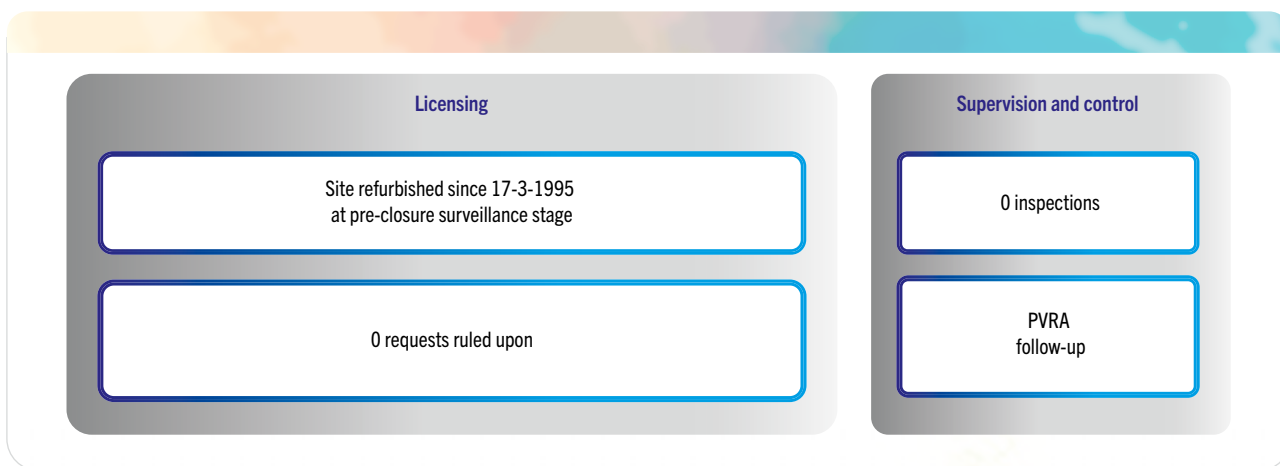 Licensing
Site refurbished since 17-3-1995
at pre-closure surveillance stage
0 requests ruled upon
Supervision and control
0 inspections
PVRA
follow-up